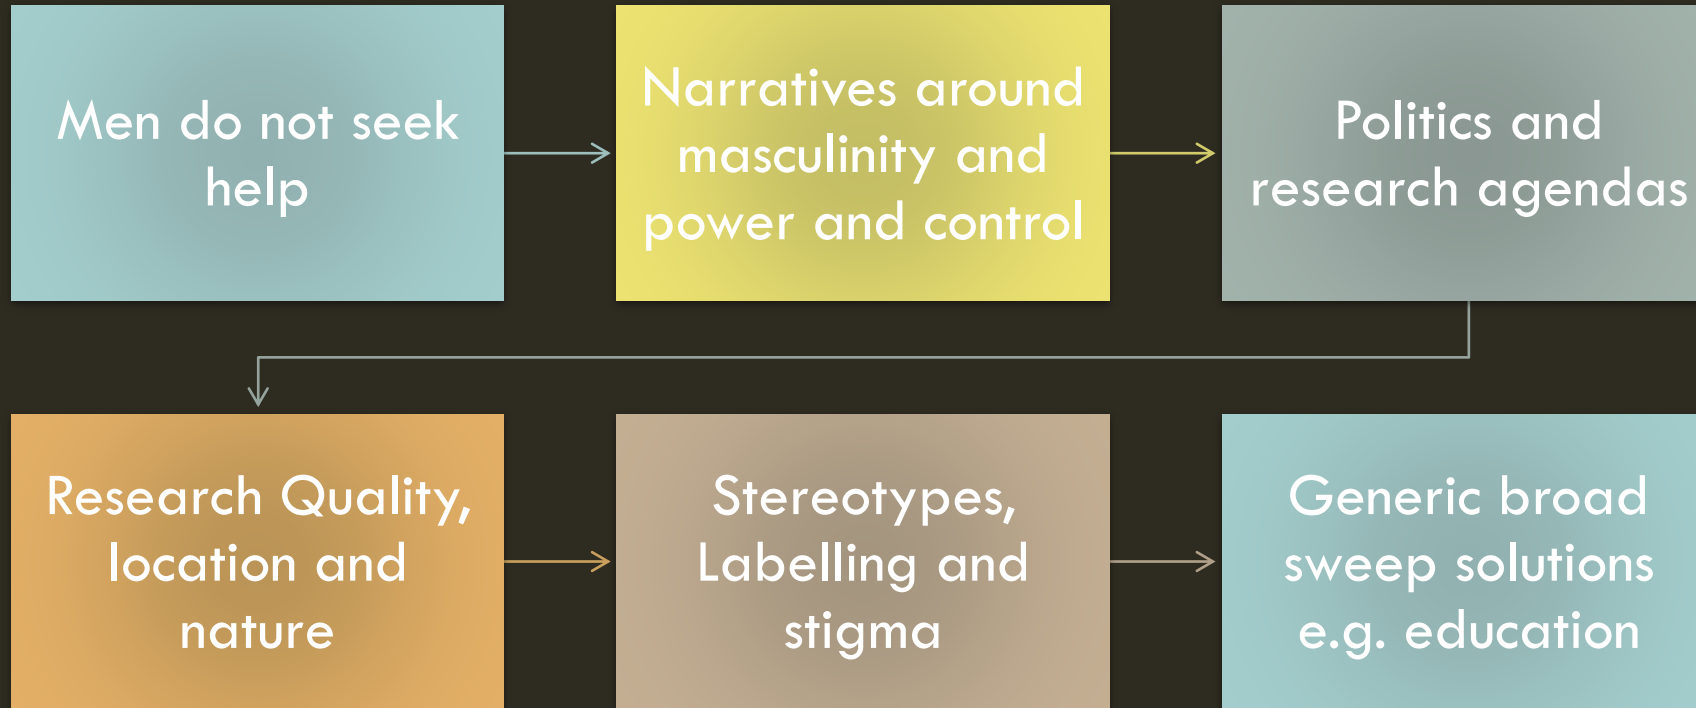 Men do not seek
help
Narratives around
masculinity and
power and control
Politics and
research agendas
Research Quality,
location and
nature
Stereotypes,
Labelling and
stigma
Generic broad
sweep solutions
e.g. education